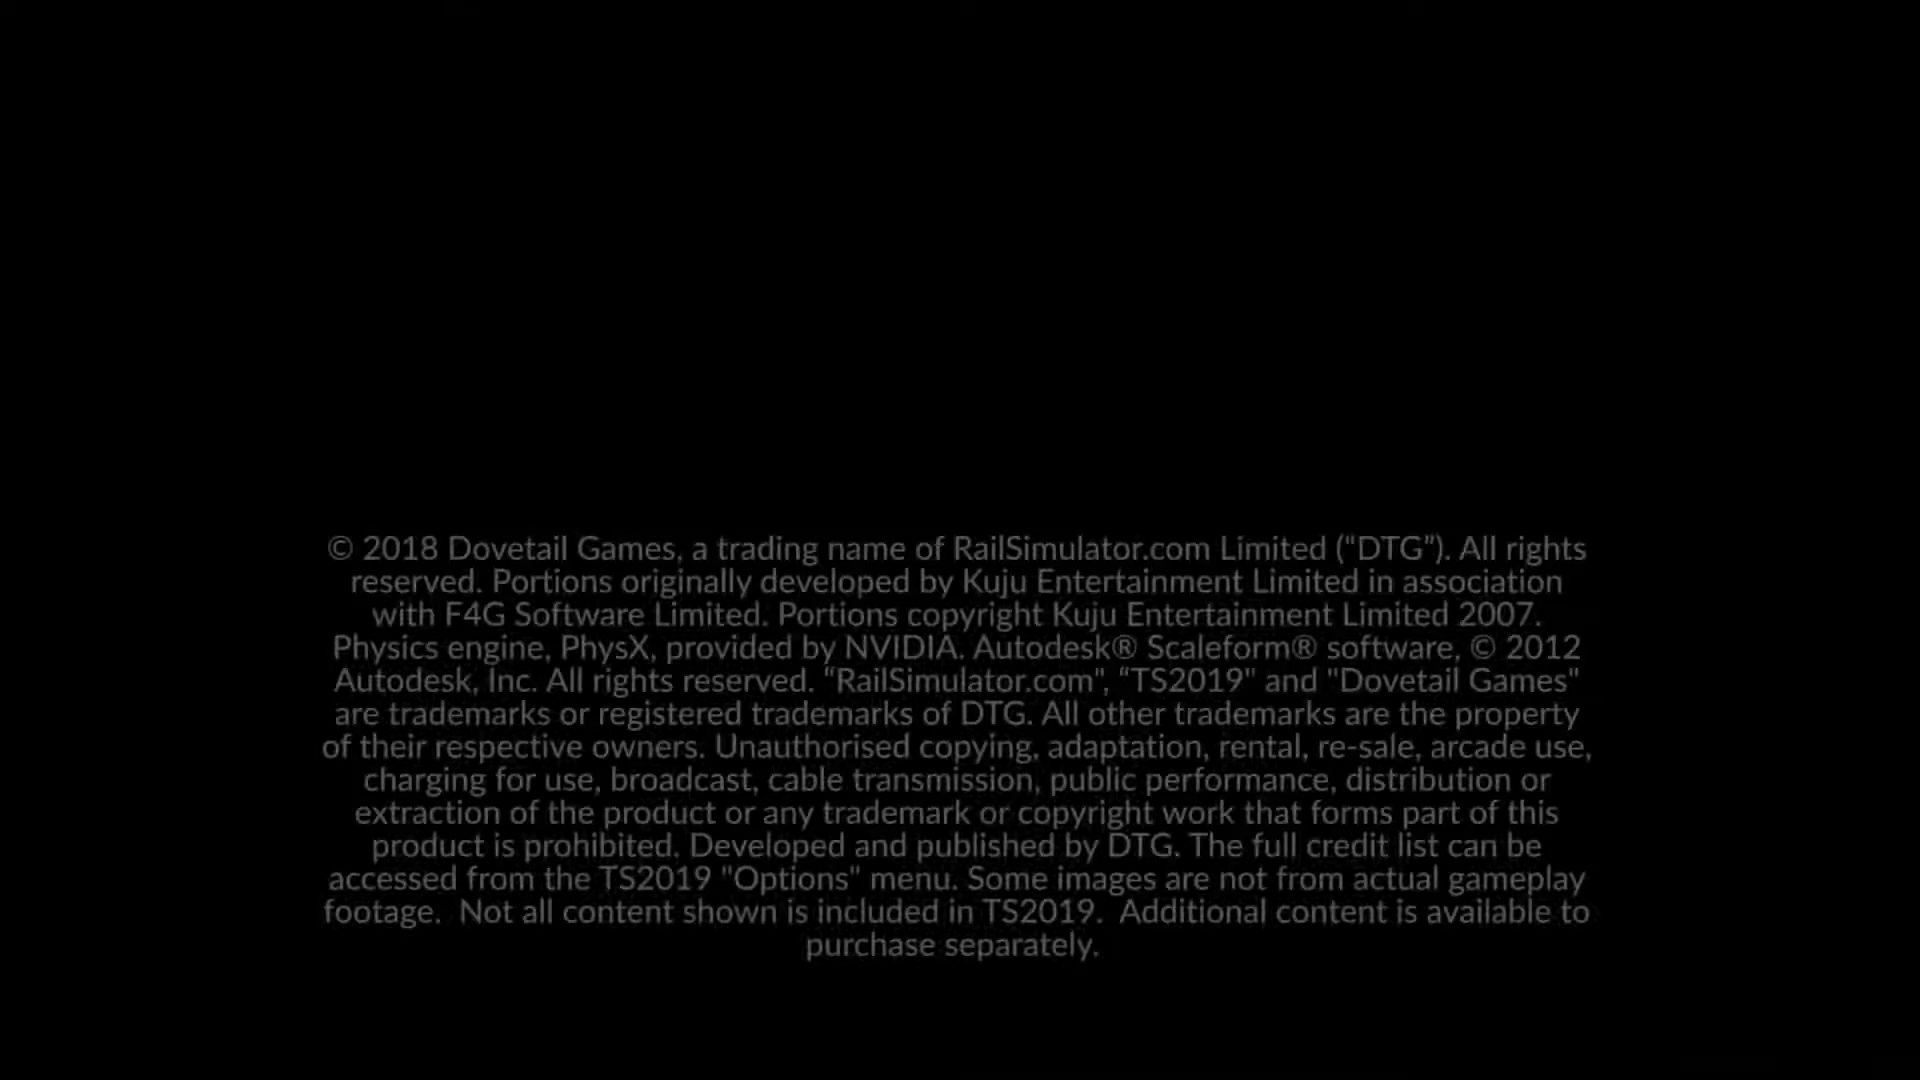 © 2018 Dovetail Games, a trading name of RailSimulator.com Limited (“DTG”). All rights
reserved. Portions originally developed by Kuju Entertainment Limited in association
with F4G Software Limited. Portions copyright Kuju Entertainment Limited 2007.
Physics engine, PhysX, provided by NVIDIA. Autodesk® Scaleform® software, © 2012
Autodesk, Inc. All rights reserved. “RailSimulator.com", “TS2019" and "Dovetail Games"
are trademarks or registered trademarks of DTG. All other trademarks are the property
of their respective owners. Unauthorised copying, adaptation, rental, re-sale, arcade use,
charging for use, broadcast, cable transmission, public performance, distribution or
extraction of the product or any trademark or copyright work that forms part of this
product is prohibited. Developed and published by DTG. The full credit list can be
accessed from the TS2019 "Options" menu. Some images are not from actual gameplay
footage.  Not all content shown is included in TS2019.  Additional content is available to
purchase separately.